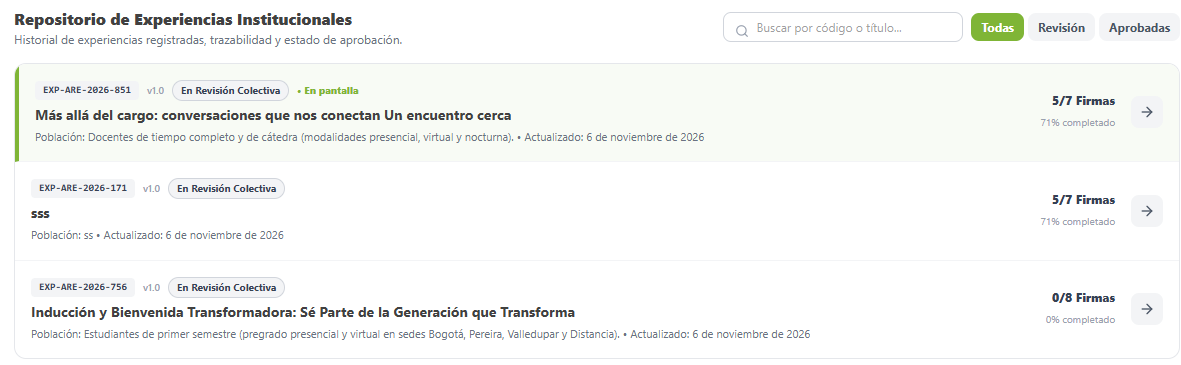 Repositorio de Experiencias Institucionales
Historial de experiencias registradas, trazabilidad y estado de aprobación.
Buscar por código o título...
Todas
Revisión
Aprobadas
EXP-ARE-2026-851 v1.0 En Revisión Colectiva • En pantalla
Más allá del cargo: conversaciones que nos conectan Un encuentro cerca
Población: Docentes de tiempo completo y de cátedra (modalidades presencial, virtual y nocturna). • Actualizado: 6 de noviembre de 2026
5/7 Firmas
71% completado
EXP-ARE-2026-171 v1.0 En Revisión Colectiva
sss
Población: ss • Actualizado: 6 de noviembre de 2026
5/7 Firmas
71% completado
EXP-ARE-2026-756 v1.0 En Revisión Colectiva
Inducción y Bienvenida Transformadora: Sé Parte de la Generación que Transforma
Población: Estudiantes de primer semestre (pregrado presencial y virtual en sedes Bogotá, Pereira, Valledupar y Distancia). • Actualizado: 6 de noviembre de 2026
0/8 Firmas
0% completado